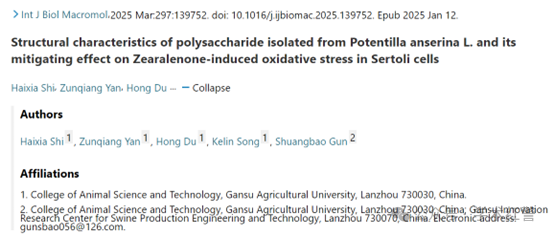 > Int J Biol Macromol. 2025 Mar:297:139752. doi: 10.1016/j.ijbiomac.2025.139752. Epub 2025 Jan 12.
Structural characteristics of polysaccharide isolated from Potentilla anserina L. and its
mitigating effect on Zearalenone-induced oxidative stress in Sertoli cells
Haixia Shi, Zunqiang Yan, Hong Du ... — Collapse
Authors
Haixia Shi 1, Zunqiang Yan 1, Hong Du 1, Kelin Song 1, Shuangbao Gun 2
Affiliations
1. College of Animal Science and Technology, Gansu Agricultural University, Lanzhou 730030, China.
2. College of Animal Science and Technology, Gansu Agricultural University, Lanzhou 730030, China; Gansu Innovation
Research Center for Swine Production Engineering and Technology, Lanzhou 730070, China. Electronic address:
gunsbao056@126.com.